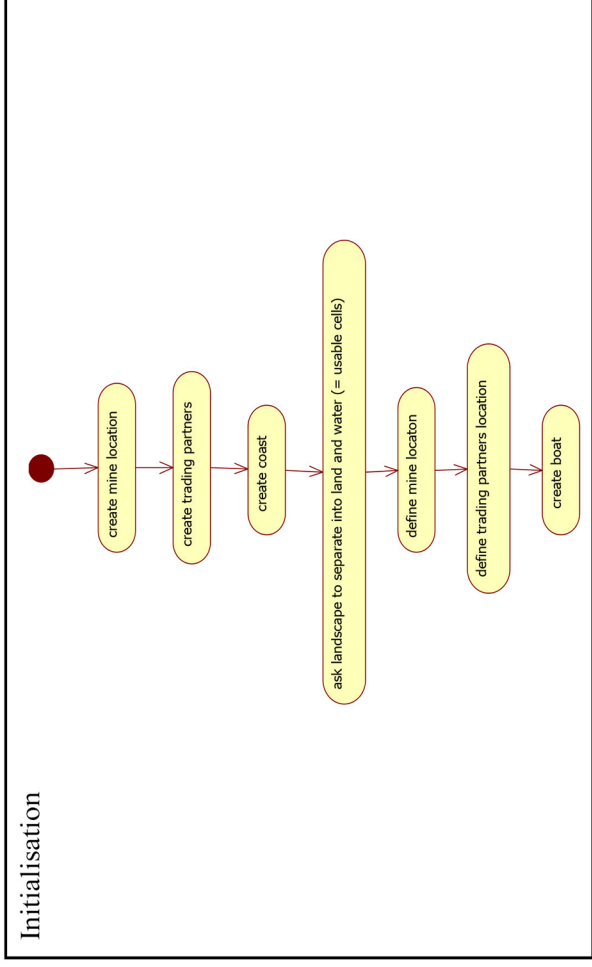 Initialisation
create mine location
create trading partners
create coast
ask landscape to separate into land and water (= usable cells)
define mine locaton
define trading partners location
create boat